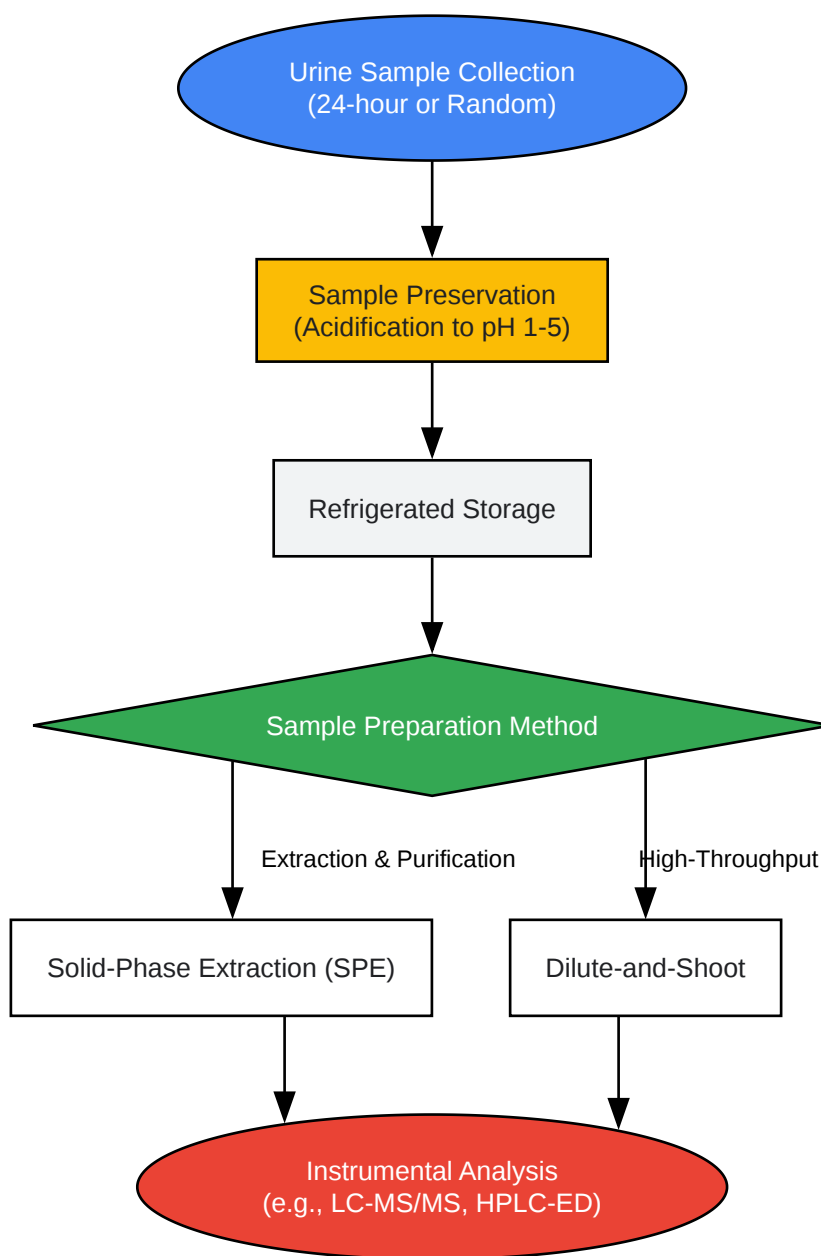 Urine Sample Collection
(24-hour or Random)
Sample Preservation
(Acidification to pH 1-5)
Refrigerated Storage
Sample Preparation Method
Extraction & Purification
High-Throughput
Solid-Phase Extraction (SPE)
Dilute-and-Shoot
Instrumental Analysis
(e.g., LC-MS/MS, HPLC-ED)